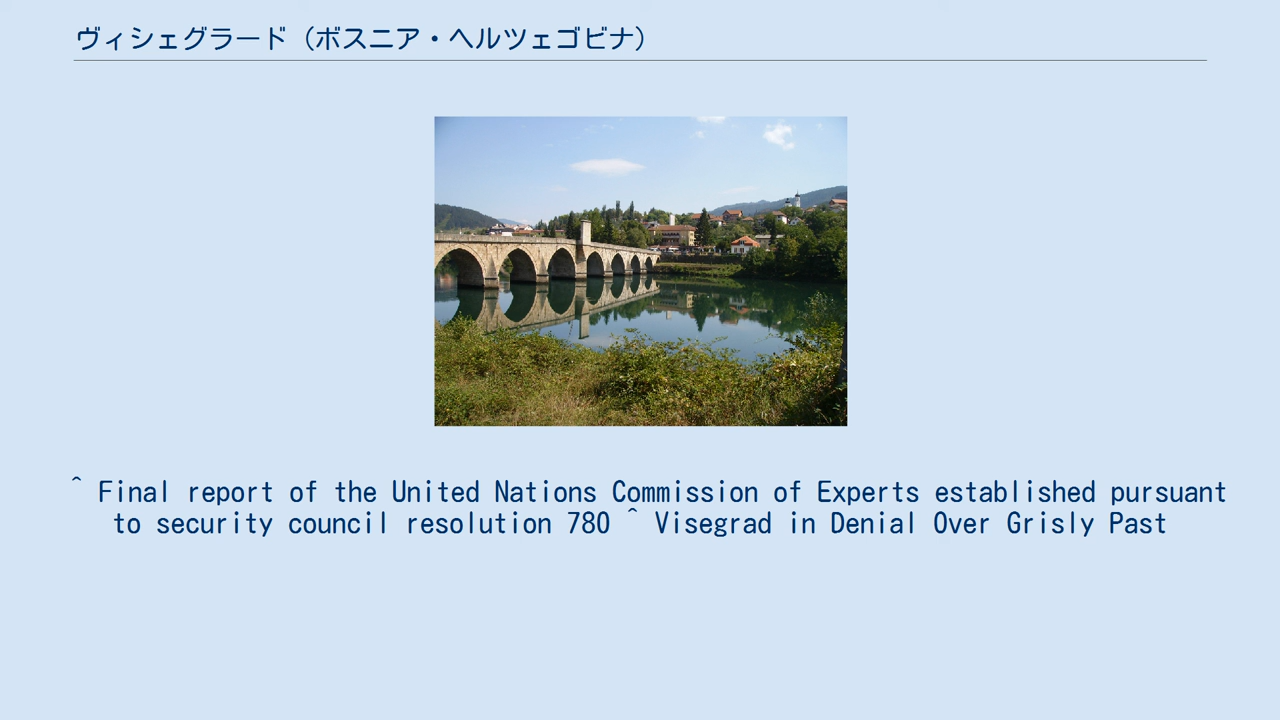 ヴィシェグラード（ボスニア・ヘルツェゴビナ）
^ Final report of the United Nations Commission of Experts established pursuant
to security council resolution 780 ^ Visegrad in Denial Over Grisly Past